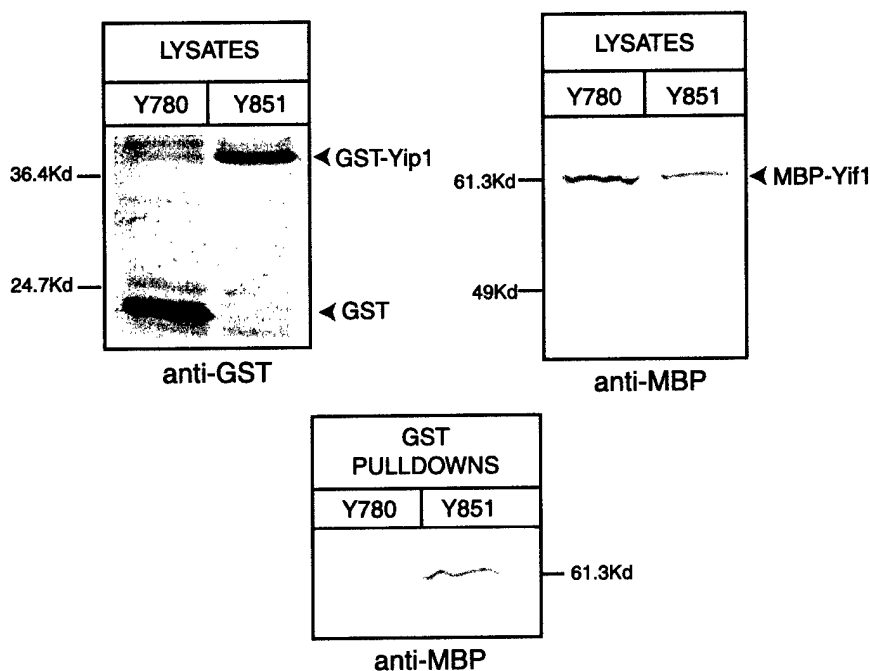 LYSATES
Y780 Y851
GST-Yip1
36.4Kd
24.7Kd
GST
anti-GST
LYSATES
Y780 Y851
61.3Kd
MBP-Yif1
49Kd
anti-MBP
GST
PULLDOWNS
Y780 Y851
61.3Kd
anti-MBP